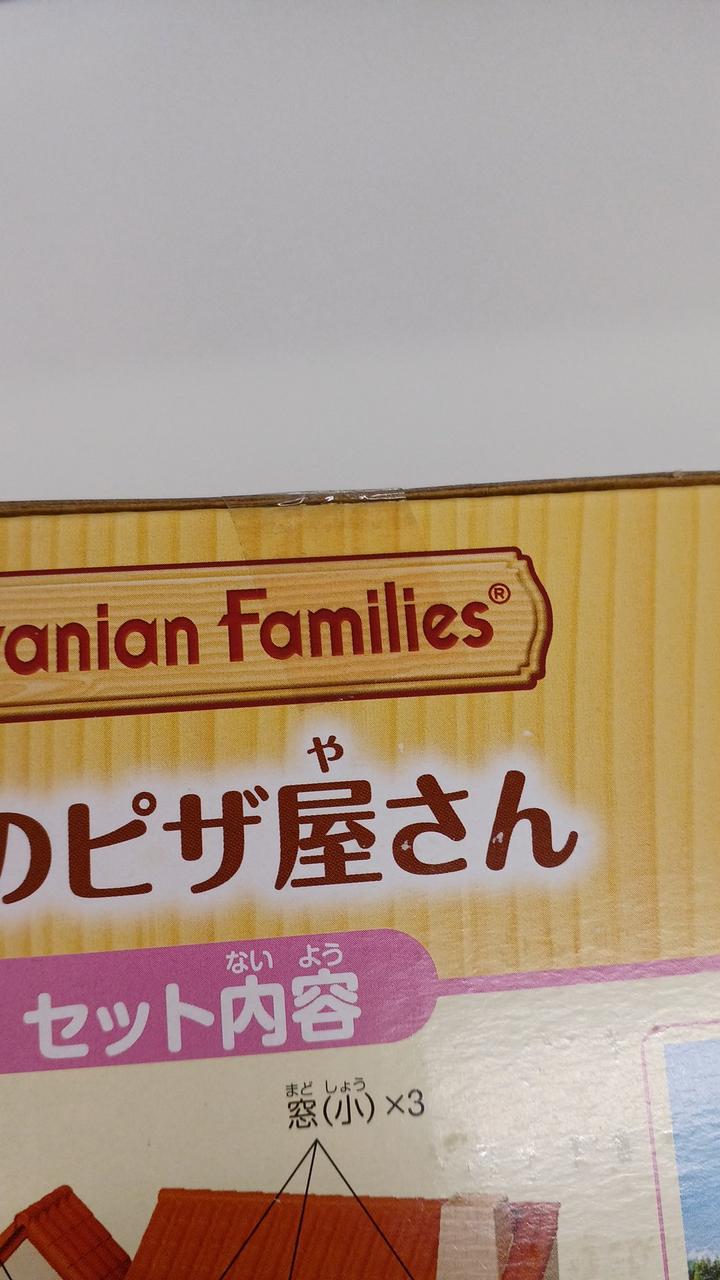 vanian Families®
や
のピザ屋さん
ない よう
セット内容
まど しょう
窓(小)×3